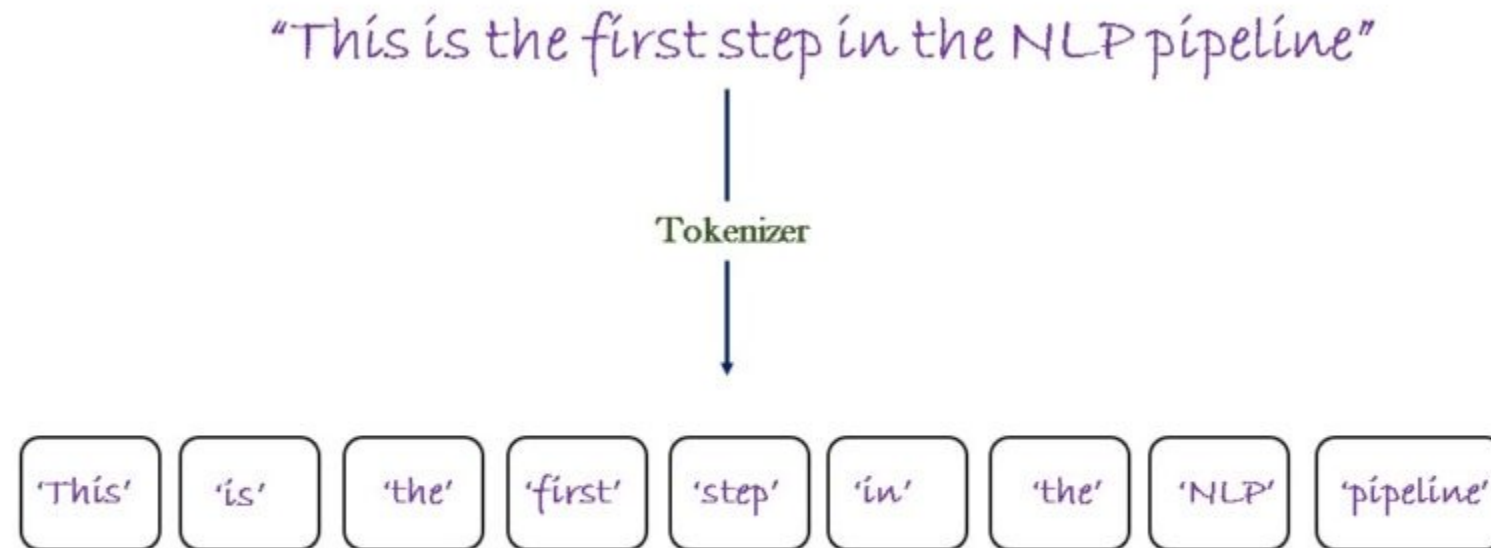 “This is the first step in the NLP pipeline”
Tokenizer
‘This’ ‘is’ ‘the’ ‘first’ ‘step’ ‘in’ ‘the’ ‘NLP’ ‘pipeline’